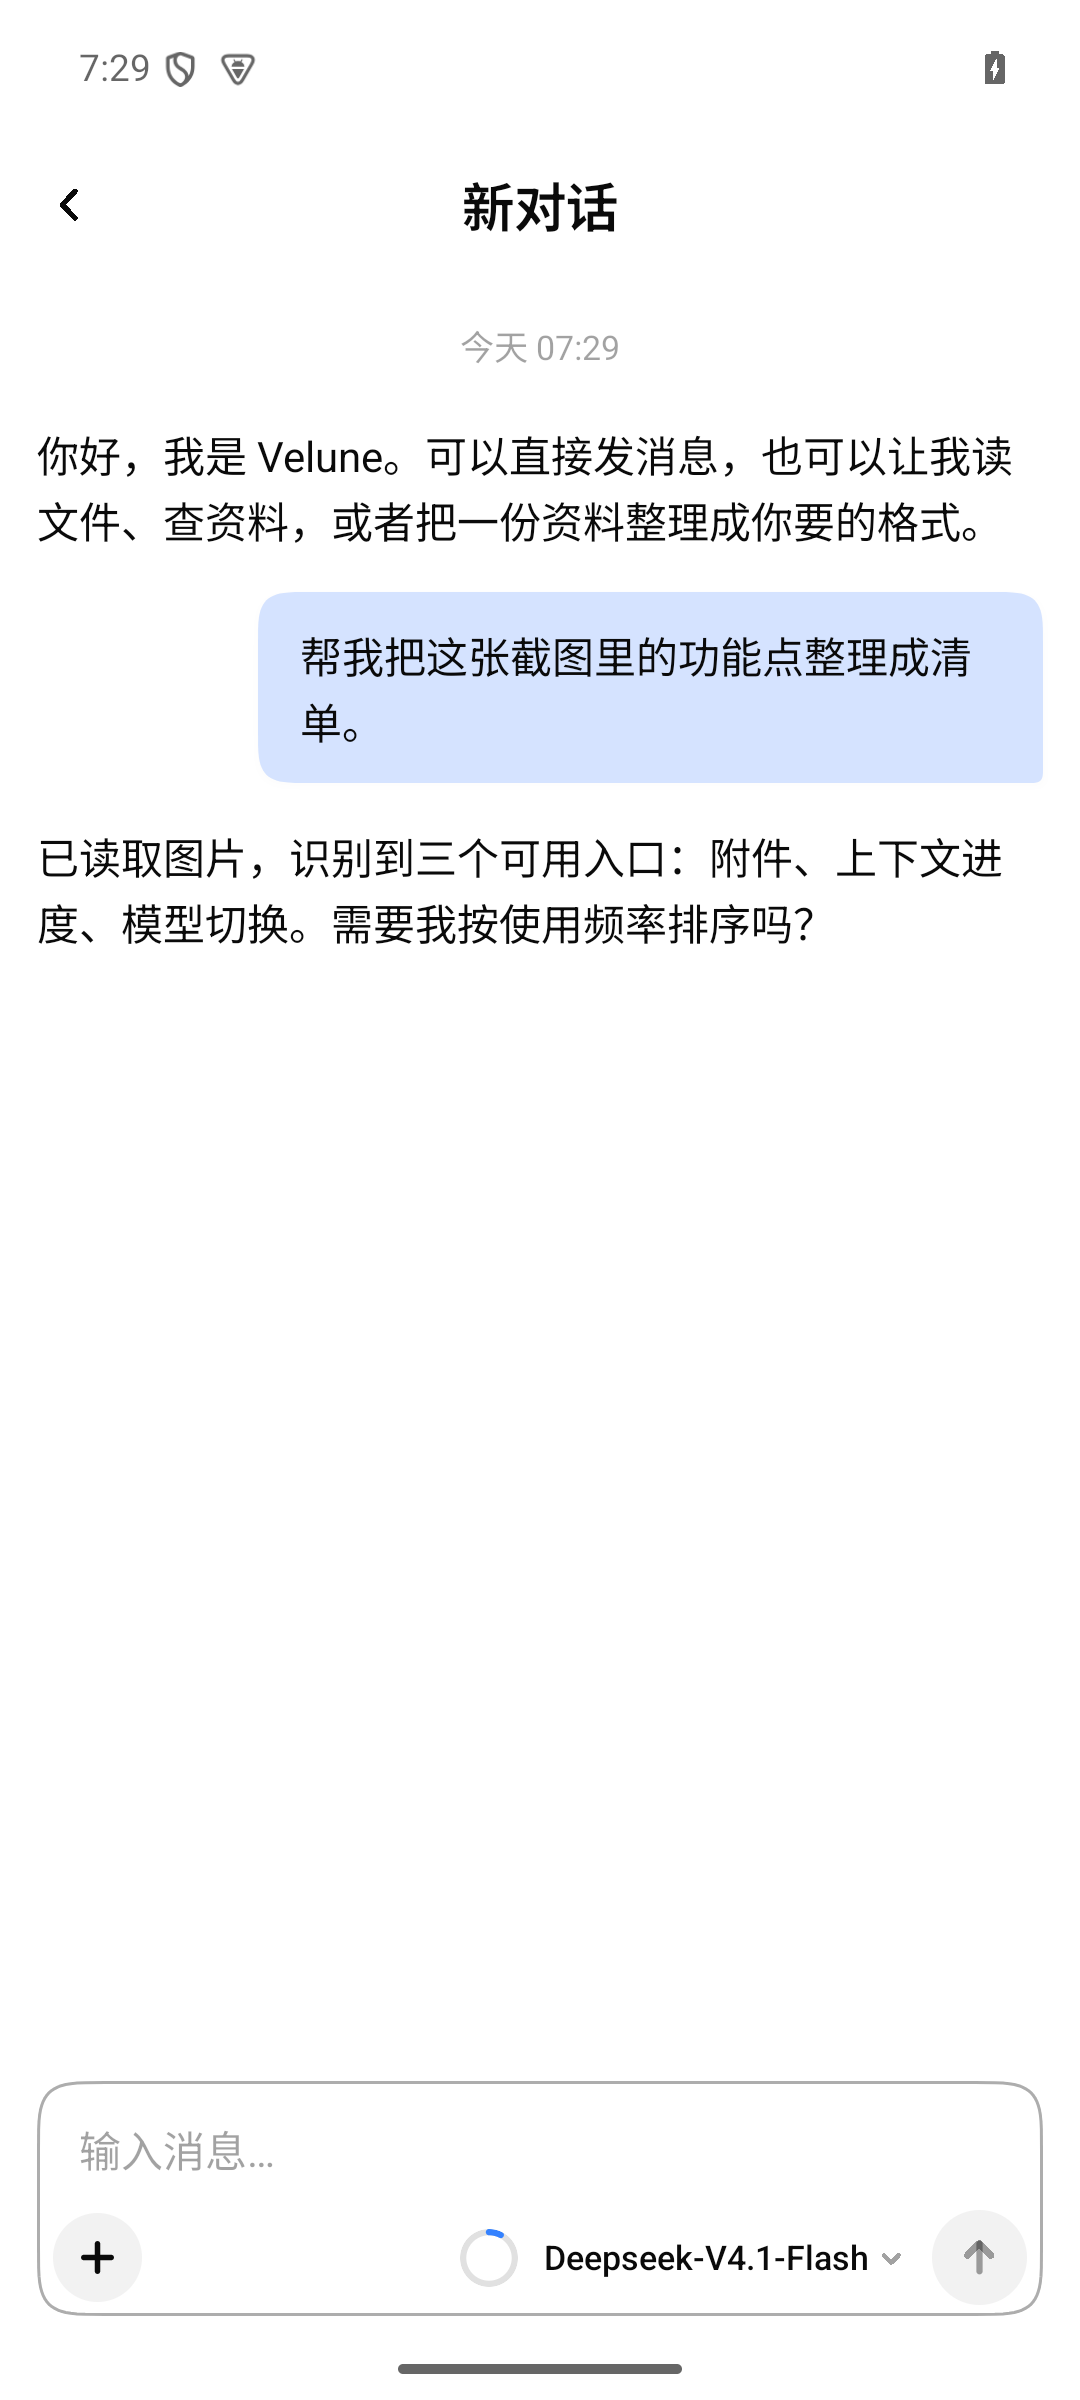 7:29
新对话
今天 07:29
你好，我是 Velune。可以直接发消息，也可以让我读
文件、查资料，或者把一份资料整理成你要的格式。
帮我把这张截图里的功能点整理成清
单。
已读取图片，识别到三个可用入口：附件、上下文进
度、模型切换。需要我按使用频率排序吗？
输入消息...
Deepseek-V4.1-Flash